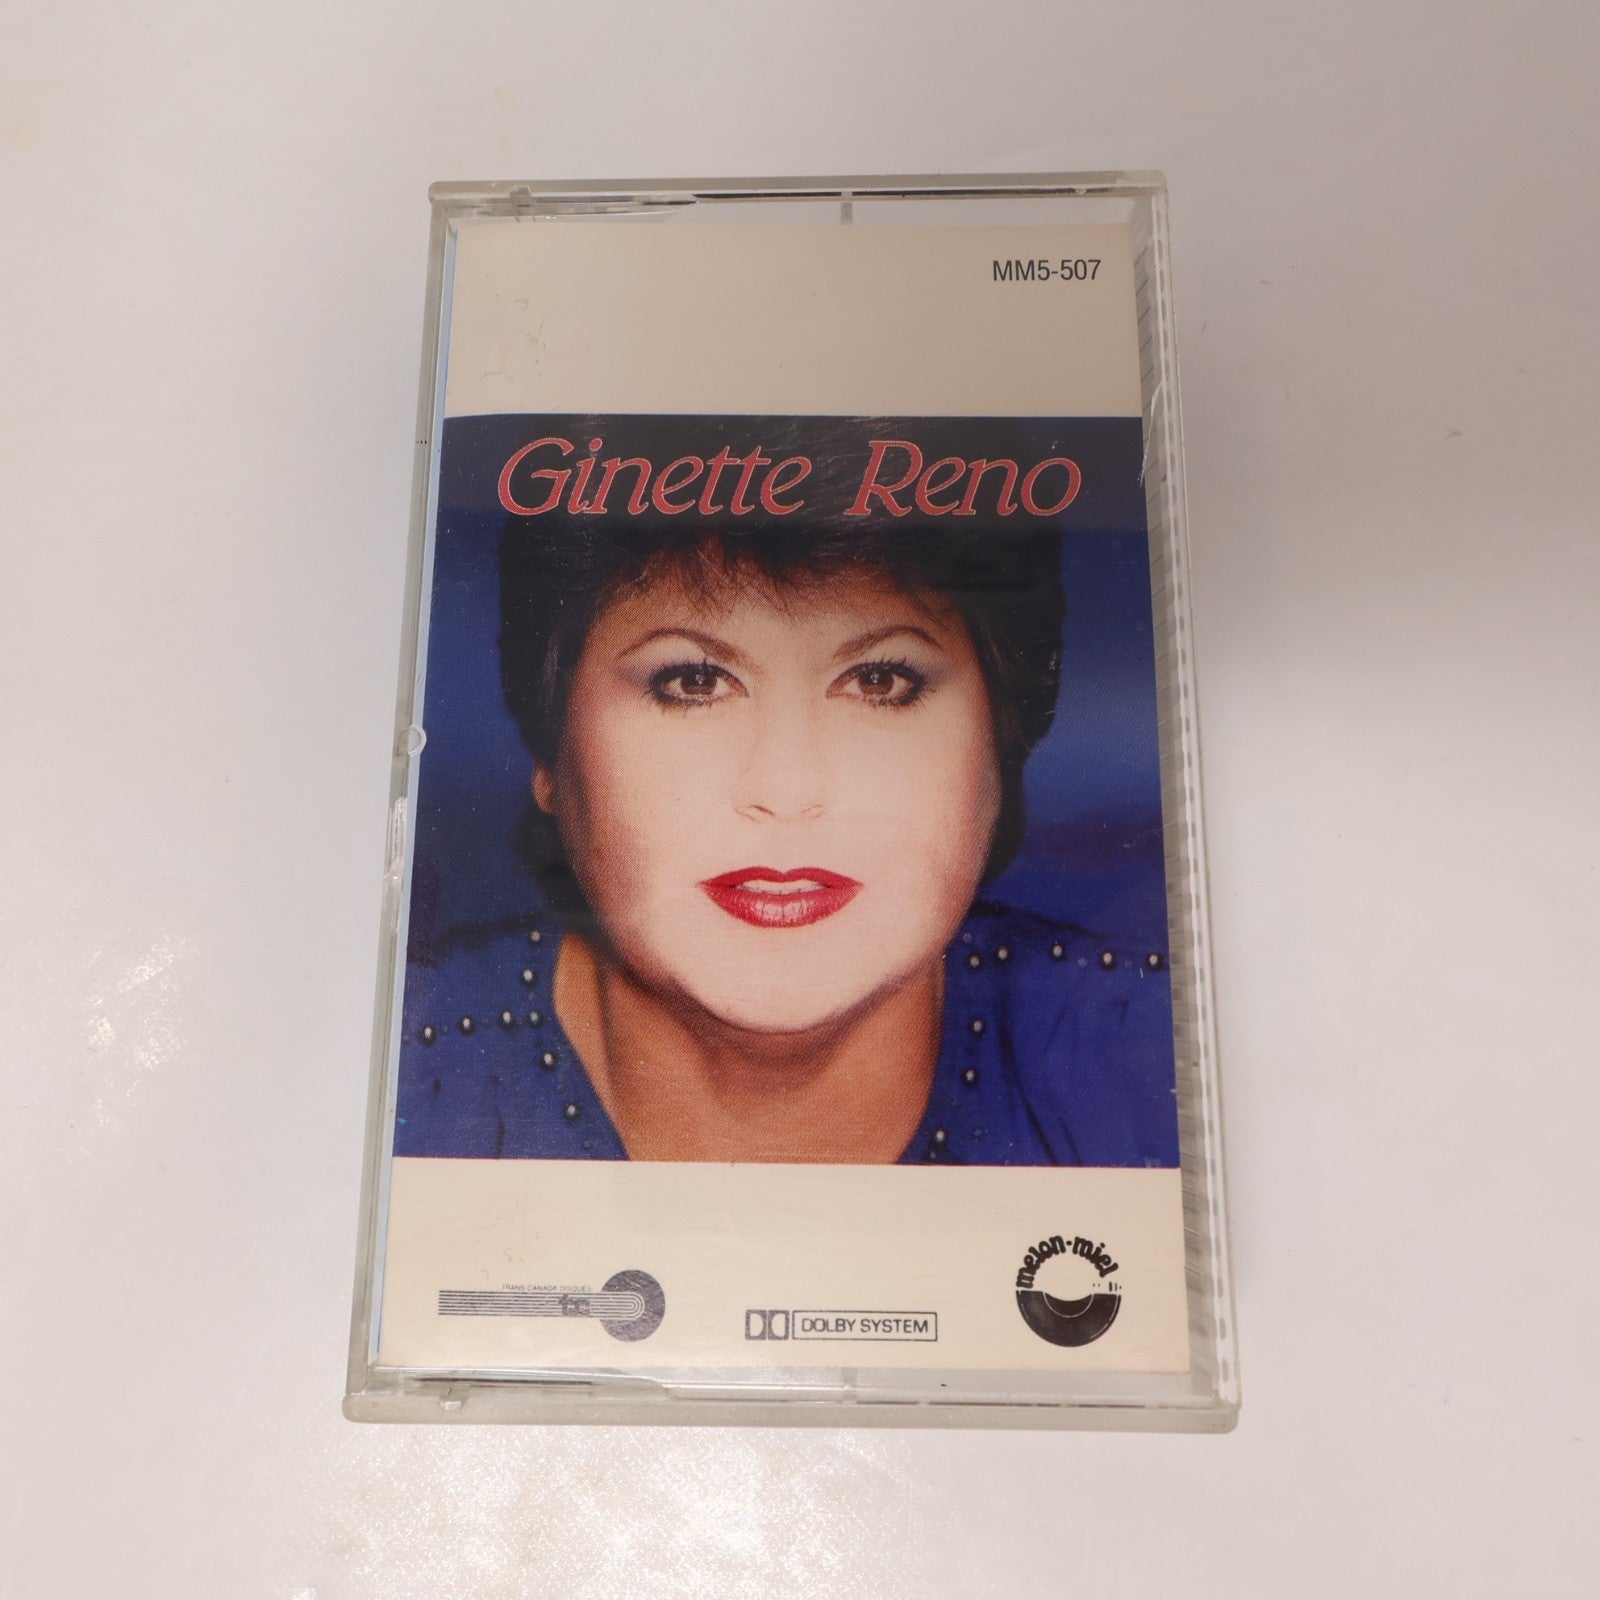 MM5-507
Ginette Reno
melon-miel
TRANS CANADA DISQUES
tc
DOLBY SYSTEM